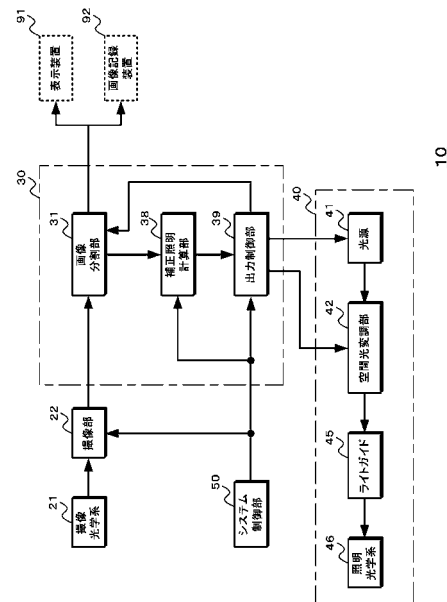 10
21
撮像
光学系
22
撮像部
30
31
画像
分割部
38
補正照明
計算部
39
出力制御部
91
表示装置
92
画像記録
装置
50
システム
制御部
40
41
光源
42
空間光変調部
45
ライトガイド
46
照明
光学系